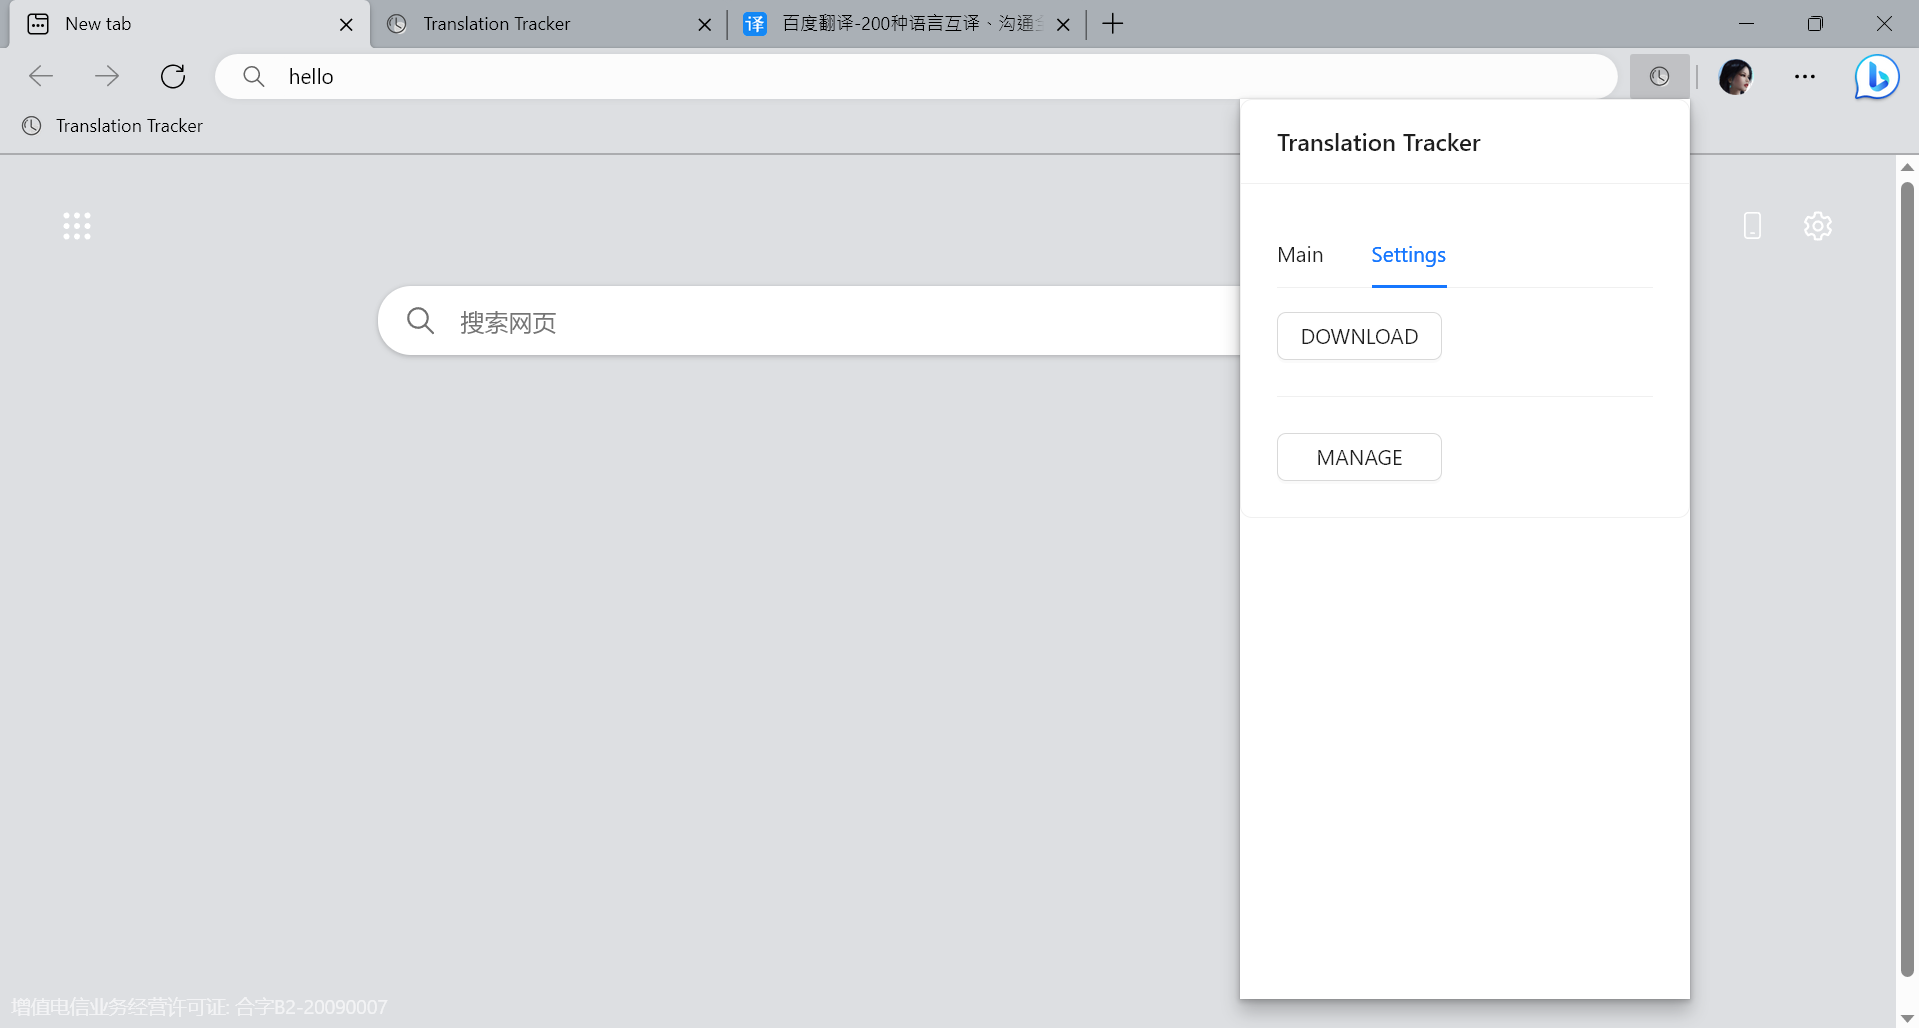 New tab
Translation Tracker
译 百度翻译-200种语言互译、沟通
hello
Translation Tracker
Translation Tracker
Main Settings
搜索网页
DOWNLOAD
MANAGE
增值电信业务经营许可证: 合字B2-20090007